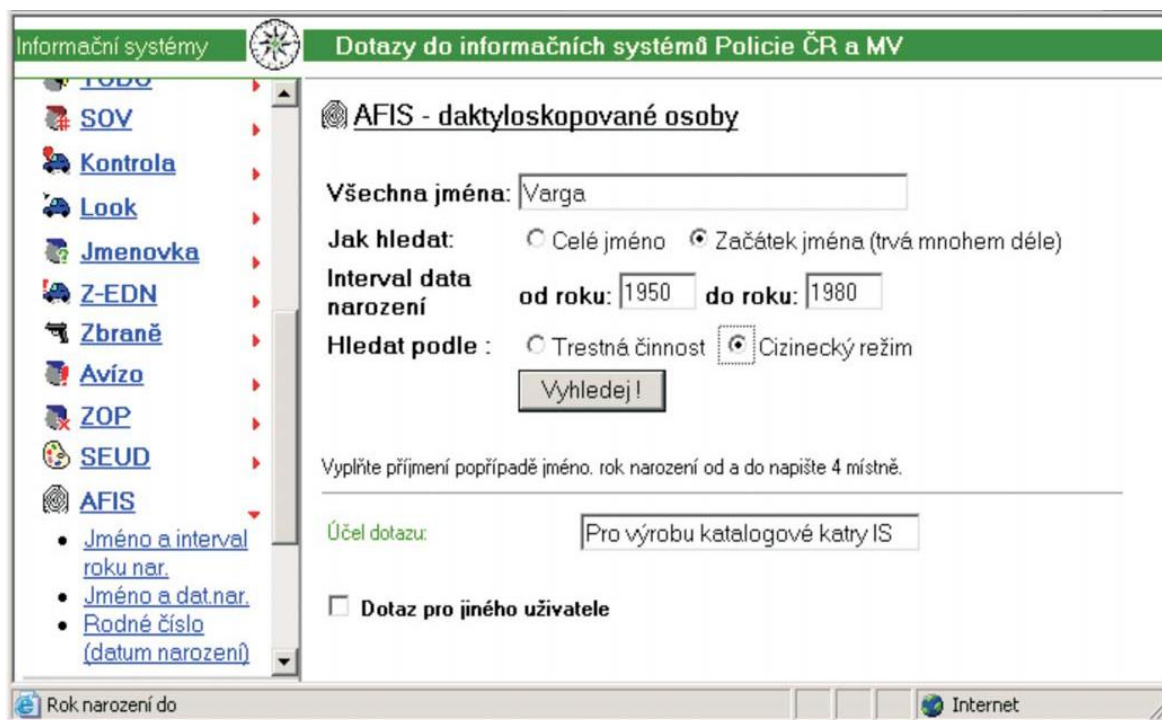 Informační systémy
Dotazy do informačních systémů Policie ČR a MV
SOV
Kontrola
Look
Jmenovka
Z-EDN
Zbraně
Avízo
ZOP
SEUD
AFIS
Jméno a interval
roku nar.
Jméno a dat.nar.
Rodné číslo
(datum narození)
AFIS - daktyloskopované osoby
Všechna jména: Varga
Jak hledat: Celé jméno Začátek jména (trvá mnohem déle)
Interval data
narození od roku: 1950 do roku: 1980
Hledat podle : Trestná činnost Cizinecký režim
Vyhledej !
Vyplňte příjmení popřípadě jméno. rok narození od a do napište 4 místně.
Účel dotazu: Pro výrobu katalogové katry IS
Dotaz pro jiného uživatele
Rok narození do
Internet